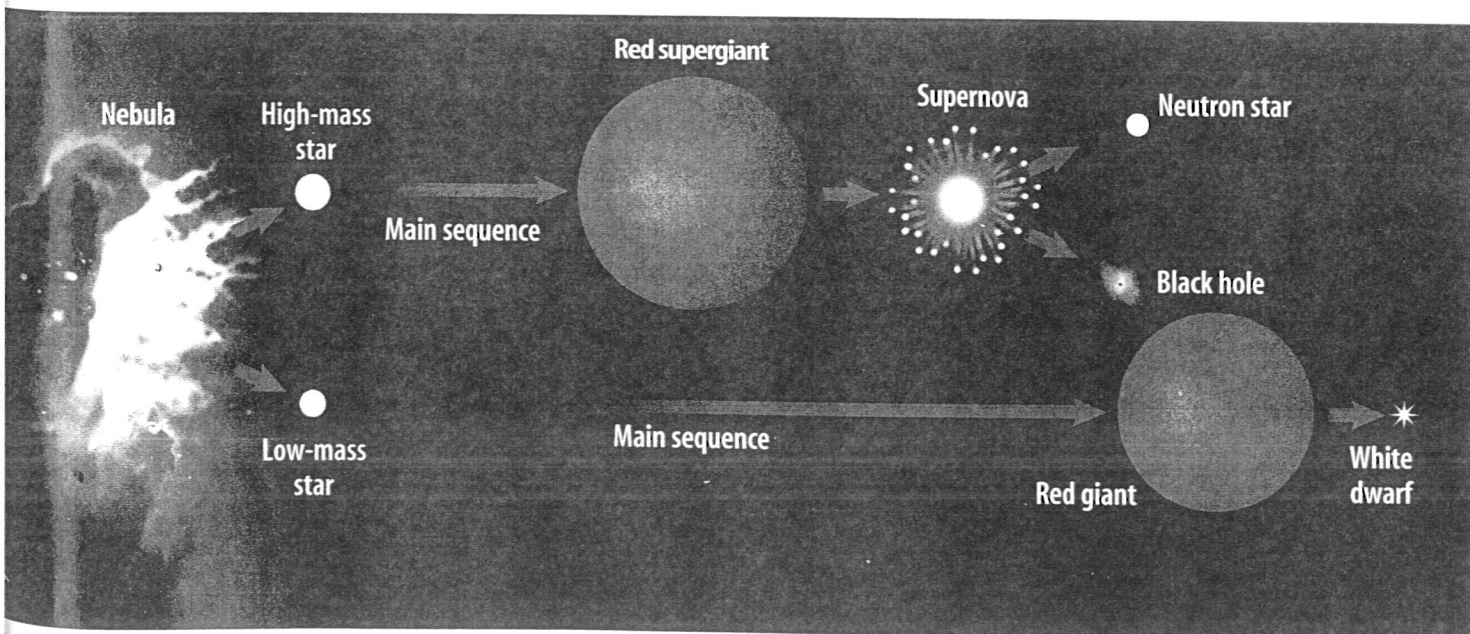 Red supergiant
Nebula
High-mass
star
Main sequence
Supernova
Neutron star
Black hole
Low-mass
star
Main sequence
Red giant
White
dwarf